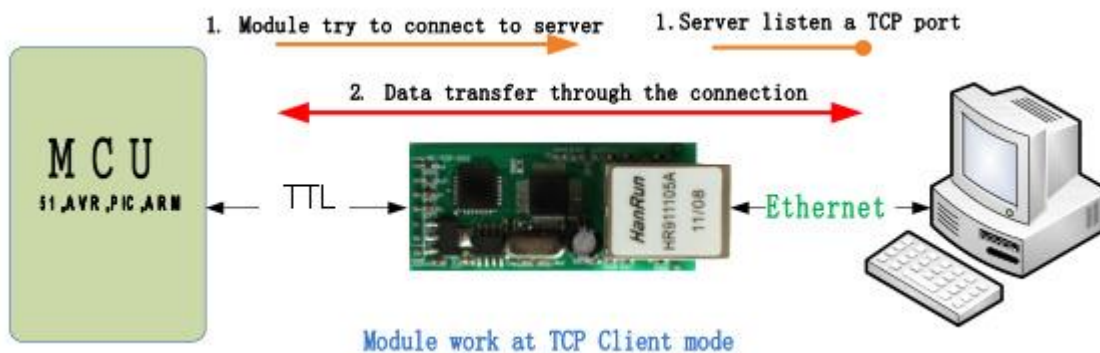 1. Module try to connect to server
1.Server listen a TCP port
2. Data transfer through the connection
MCU
51,AVR,PIC,ARM
TTL
HanRun
HR911105A
11/08
Ethernet
Module work at TCP Client mode